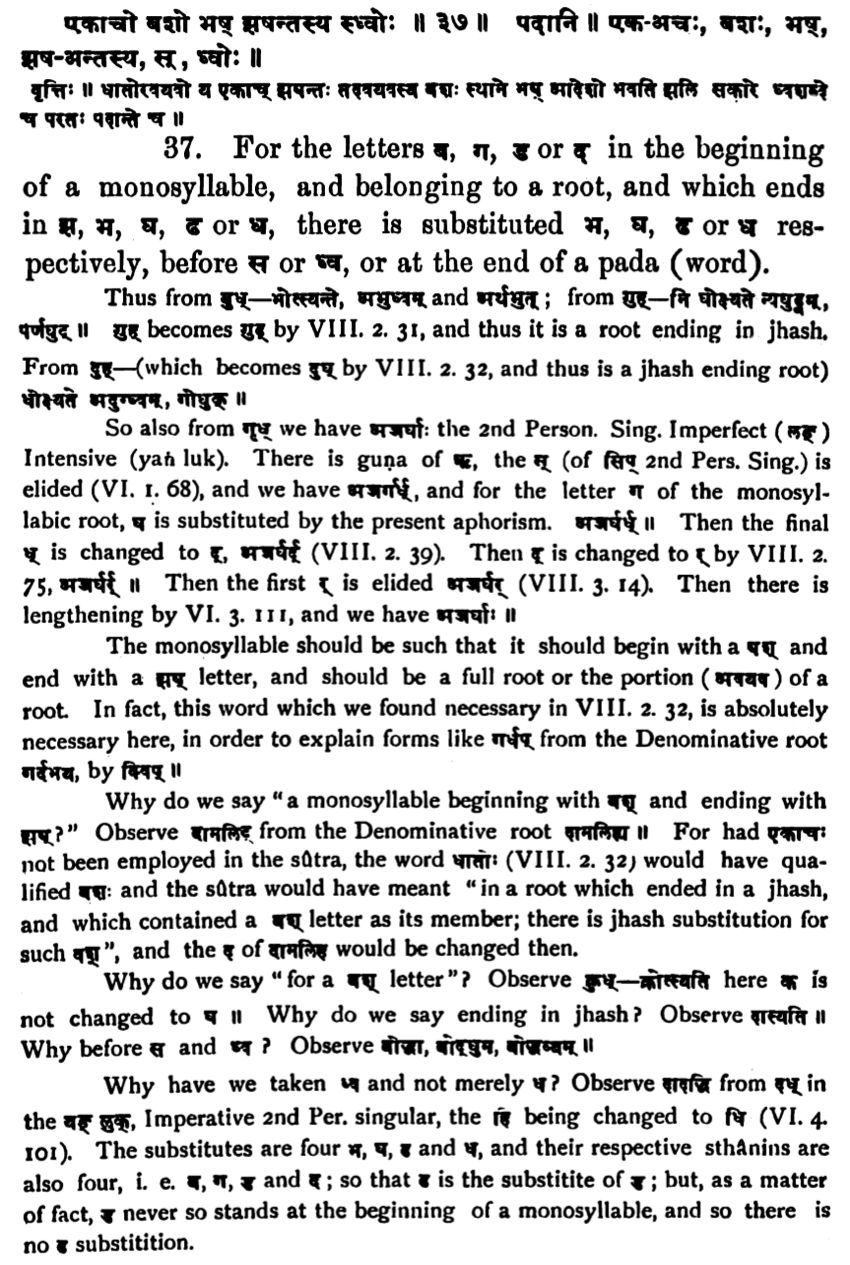 एकाचो बशो भष् झषन्तस्य स्ध्वोः ॥ ३७ ॥ पदानि ॥ एक-अचः, बशः, भष्,
झष-अन्तस्य, स्, ध्वोः ॥
वृत्तिः ॥ धातोरवयवो य एकाच् झषन्तः तदवयवस्य बशः स्थाने भष् आदेशो भवति झलि सकारे ध्वशब्दे
च परतः पदान्ते च ॥
37. For the letters ब, ग, ड or द in the beginning
of a monosyllable, and belonging to a root, and which ends
in झ, भ, घ, ढ or ध, there is substituted भ, घ, ढ or ध res-
pectively, before स or ध्व, or at the end of a pada (word).
Thus from बुध्—भोत्स्यन्ते, अभुध्वम् and अर्थभुत् ; from गुह्—नि घोक्ष्यते न्यघुढ्वम्,
पर्णघुट् ॥ गुह् becomes गुढ् by VIII. 2. 31, and thus it is a root ending in jhash.
From दुह्—(which becomes दुघ् by VIII. 2. 32, and thus is a jhash ending root)
धोक्ष्यते अधुग्ध्वम्, गोधुक् ॥
So also from गृध् we have अजर्घाः the 2nd Person. Sing. Imperfect (लङ्)
Intensive (yaṅ luk). There is guṇa of ऋ, the स् (of सिप् 2nd Pers. Sing.) is
elided (VI. 1. 68), and we have अजर्गर्ध्, and for the letter ग of the monosyl-
labic root, घ is substituted by the present aphorism. अजर्घर्ध् ॥ Then the final
ध् is changed to द्, अजर्घर्द् (VIII. 2. 39). Then द् is changed to र् by VIII. 2.
75, अजर्घर्र् ॥ Then the first र् is elided अजर्घर् (VIII. 3. 14). Then there is
lengthening by VI. 3. 111, and we have अजर्घाः ॥
The monosyllable should be such that it should begin with a बश् and
end with a झष् letter, and should be a full root or the portion (अवयव) of a
root. In fact, this word which we found necessary in VIII. 2. 32, is absolutely
necessary here, in order to explain forms like गर्धप् from the Denominative root
गर्दभय, by क्विप् ॥
Why do we say "a monosyllable beginning with बश् and ending with
झष्?" Observe दामलिट् from the Denominative root दामलिह्य ॥ For had एकाचः
not been employed in the sûtra, the word धातोः (VIII. 2. 32) would have qua-
lified बशः and the sûtra would have meant "in a root which ended in a jhash,
and which contained a बश् letter as its member; there is jhash substitution for
such बश्", and the द of दामलिह would be changed then.
Why do we say "for a बश् letter"? Observe क्रुध्—क्रोत्स्यति here क is
not changed to घ ॥ Why do we say ending in jhash? Observe दास्यति ॥
Why before स and ध्व ? Observe बोद्धा, बोद्धुम, बोद्धव्यम् ॥
Why have we taken ध्व and not merely ध? Observe दादद्धि from दध् in
the यङ् लुक्, Imperative 2nd Per. singular, the हि being changed to धि (VI. 4.
101). The substitutes are four भ, घ, ढ and ध, and their respective sthânins are
also four, i. e. ब, ग, ड and द ; so that ढ is the substitite of ड ; but, as a matter
of fact, ड never so stands at the beginning of a monosyllable, and so there is
no ढ substitition.